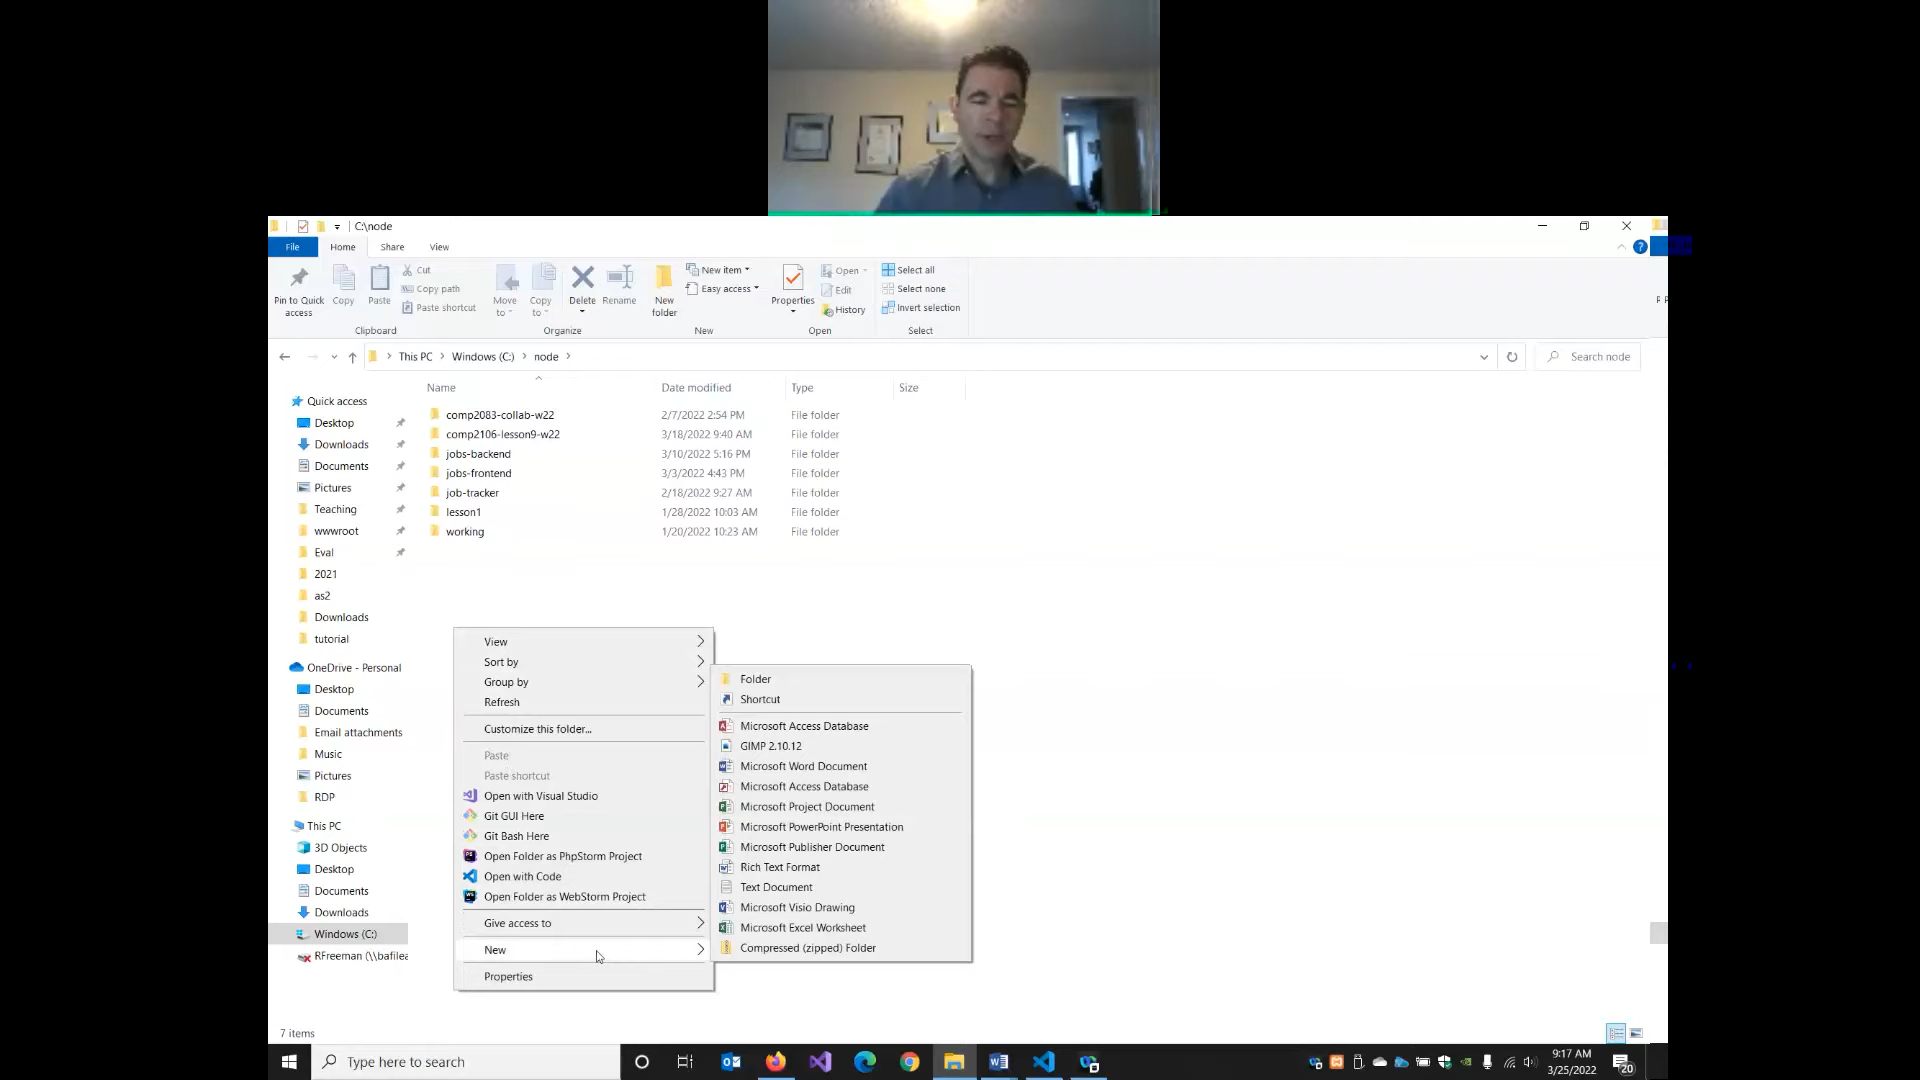 C:\node
File Home Share View
Pin to Quick access
Copy
Paste
Cut
Copy path
Paste shortcut
Clipboard
Move to
Copy to
Delete
Rename
Organize
New folder
New item
Easy access
New
Properties
Open
Edit
History
Open
Select all
Select none
Invert selection
Select
This PC > Windows (C:) > node >
Search node
Name Date modified Type Size
comp2083-collab-w22 2/7/2022 2:54 PM File folder
comp2106-lesson9-w22 3/18/2022 9:40 AM File folder
jobs-backend 3/10/2022 5:16 PM File folder
jobs-frontend 3/3/2022 4:43 PM File folder
job-tracker 2/18/2022 9:27 AM File folder
lesson1 1/28/2022 10:03 AM File folder
working 1/20/2022 10:23 AM File folder
Quick access
Desktop
Downloads
Documents
Pictures
Teaching
wwwroot
Eval
2021
as2
Downloads
tutorial
OneDrive - Personal
Desktop
Documents
Email attachments
Music
Pictures
RDP
This PC
3D Objects
Desktop
Documents
Downloads
Windows (C:)
RFreeman (\\bafilea
View
Sort by
Group by
Refresh
Customize this folder...
Paste
Paste shortcut
Open with Visual Studio
Git GUI Here
Git Bash Here
Open Folder as PhpStorm Project
Open with Code
Open Folder as WebStorm Project
Give access to
New
Properties
Folder
Shortcut
Microsoft Access Database
GIMP 2.10.12
Microsoft Word Document
Microsoft Access Database
Microsoft Project Document
Microsoft PowerPoint Presentation
Microsoft Publisher Document
Rich Text Format
Text Document
Microsoft Visio Drawing
Microsoft Excel Worksheet
Compressed (zipped) Folder
7 items
Type here to search
9:17 AM
3/25/2022
20